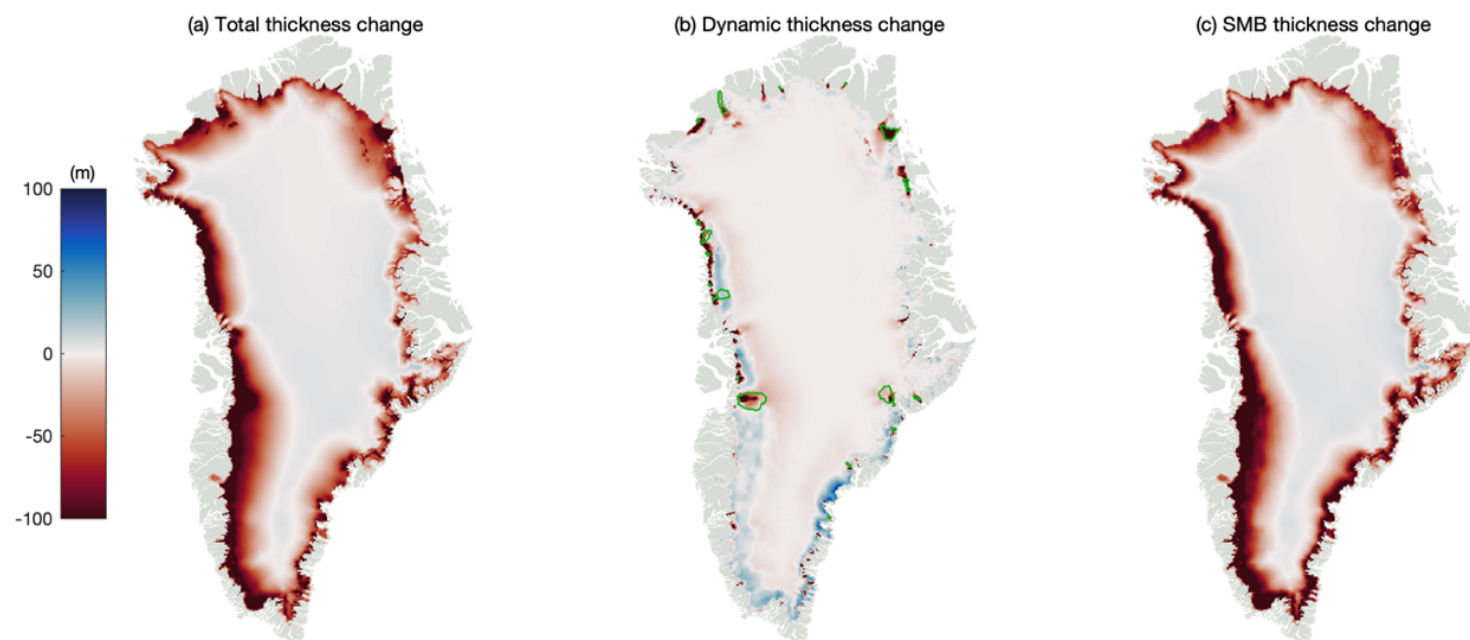 (a) Total thickness change
(b) Dynamic thickness change
(c) SMB thickness change
(m)
100
50
0
-50
-100